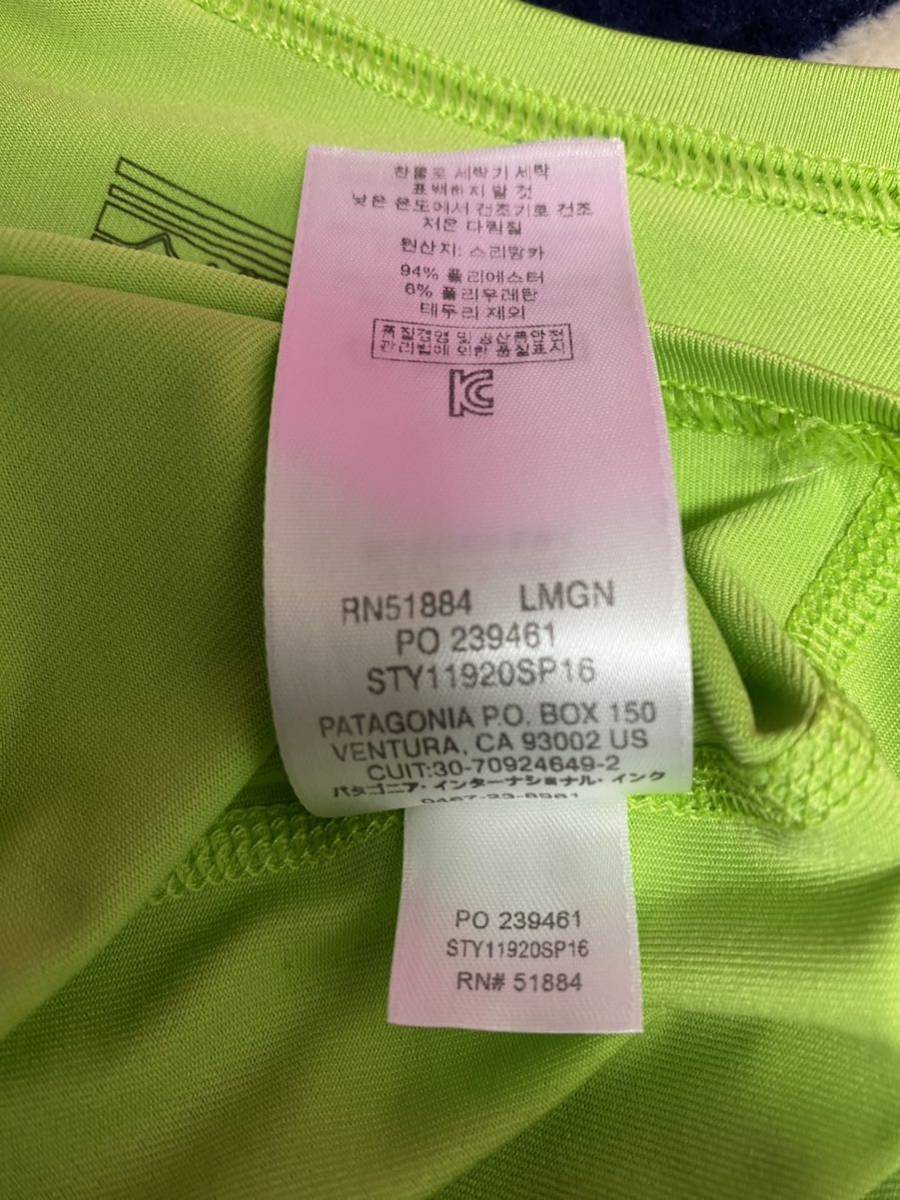 찬물로 세탁기 세탁
표백하지 말 것
낮은 온도에서 건조기로 건조
저온 다림질
원산지: 스리랑카
94% 폴리에스터
6% 폴리우레탄
테두리 제외
품질경영 및 공산품안전
관리법에 의한 품질표시
KC
RN51884 LMGN
PO 239461
STY11920SP16
PATAGONIA P.O. BOX 150
VENTURA, CA 93002 US
CUIT:30-70924649-2
パタゴニア・インターナショナル・インク
PO 239461
STY11920SP16
RN# 51884